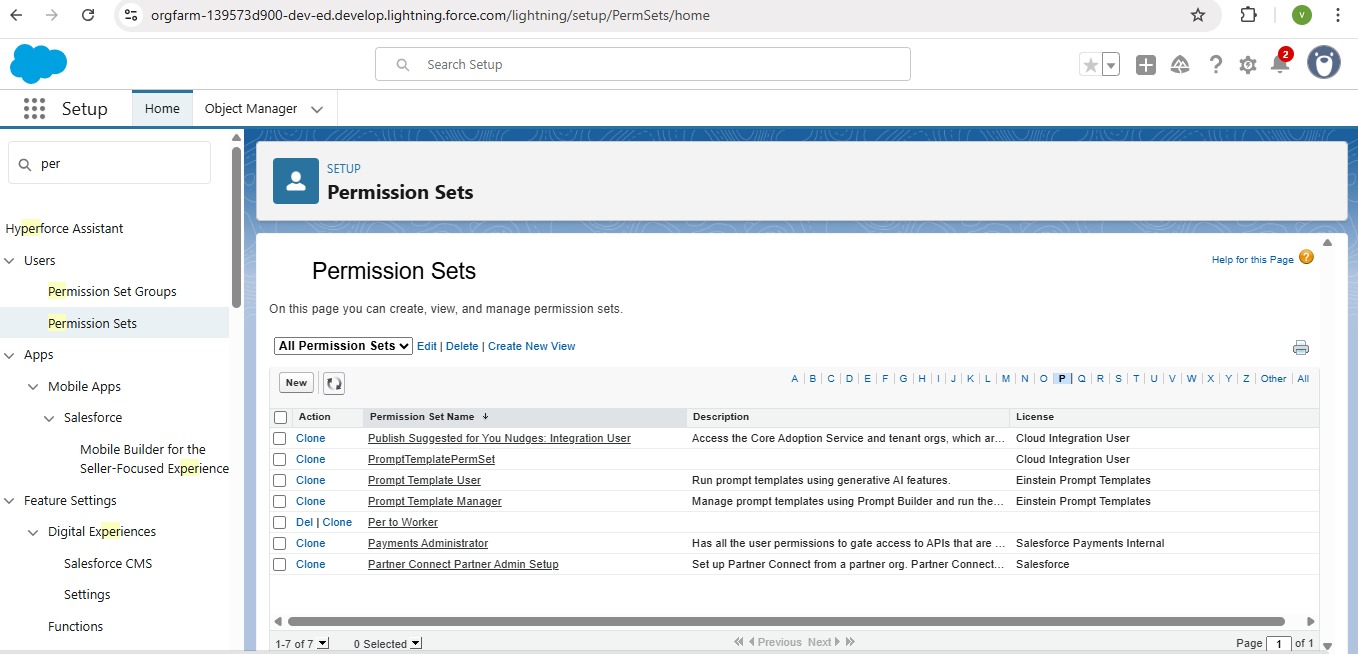 orgfarm-139573d900-dev-ed.develop.lightning.force.com/lightning/setup/PermSets/home
V
Search Setup
2
Setup
Home
Object Manager
per
Hyperforce Assistant
Users
Permission Set Groups
Permission Sets
Apps
Mobile Apps
Salesforce
Mobile Builder for the
Seller-Focused Experience
Feature Settings
Digital Experiences
Salesforce CMS
Settings
Functions
SETUP
Permission Sets
Help for this Page ?
Permission Sets
On this page you can create, view, and manage permission sets.
All Permission Sets Edit | Delete | Create New View
New
A | B | C | D | E | F | G | H | I | J | K | L | M | N | O | P | Q | R | S | T | U | V | W | X | Y | Z | Other | All
Action Permission Set Name ↓ Description License
Clone Publish Suggested for You Nudges: Integration User Access the Core Adoption Service and tenant orgs, which ar... Cloud Integration User
Clone PromptTemplatePermSet Cloud Integration User
Clone Prompt Template User Run prompt templates using generative AI features. Einstein Prompt Templates
Clone Prompt Template Manager Manage prompt templates using Prompt Builder and run the... Einstein Prompt Templates
Del | Clone Per to Worker
Clone Payments Administrator Has all the user permissions to gate access to APIs that are ... Salesforce Payments Internal
Clone Partner Connect Partner Admin Setup Set up Partner Connect from a partner org. Partner Connect... Salesforce
1-7 of 7 0 Selected Previous Next Page 1 of 1